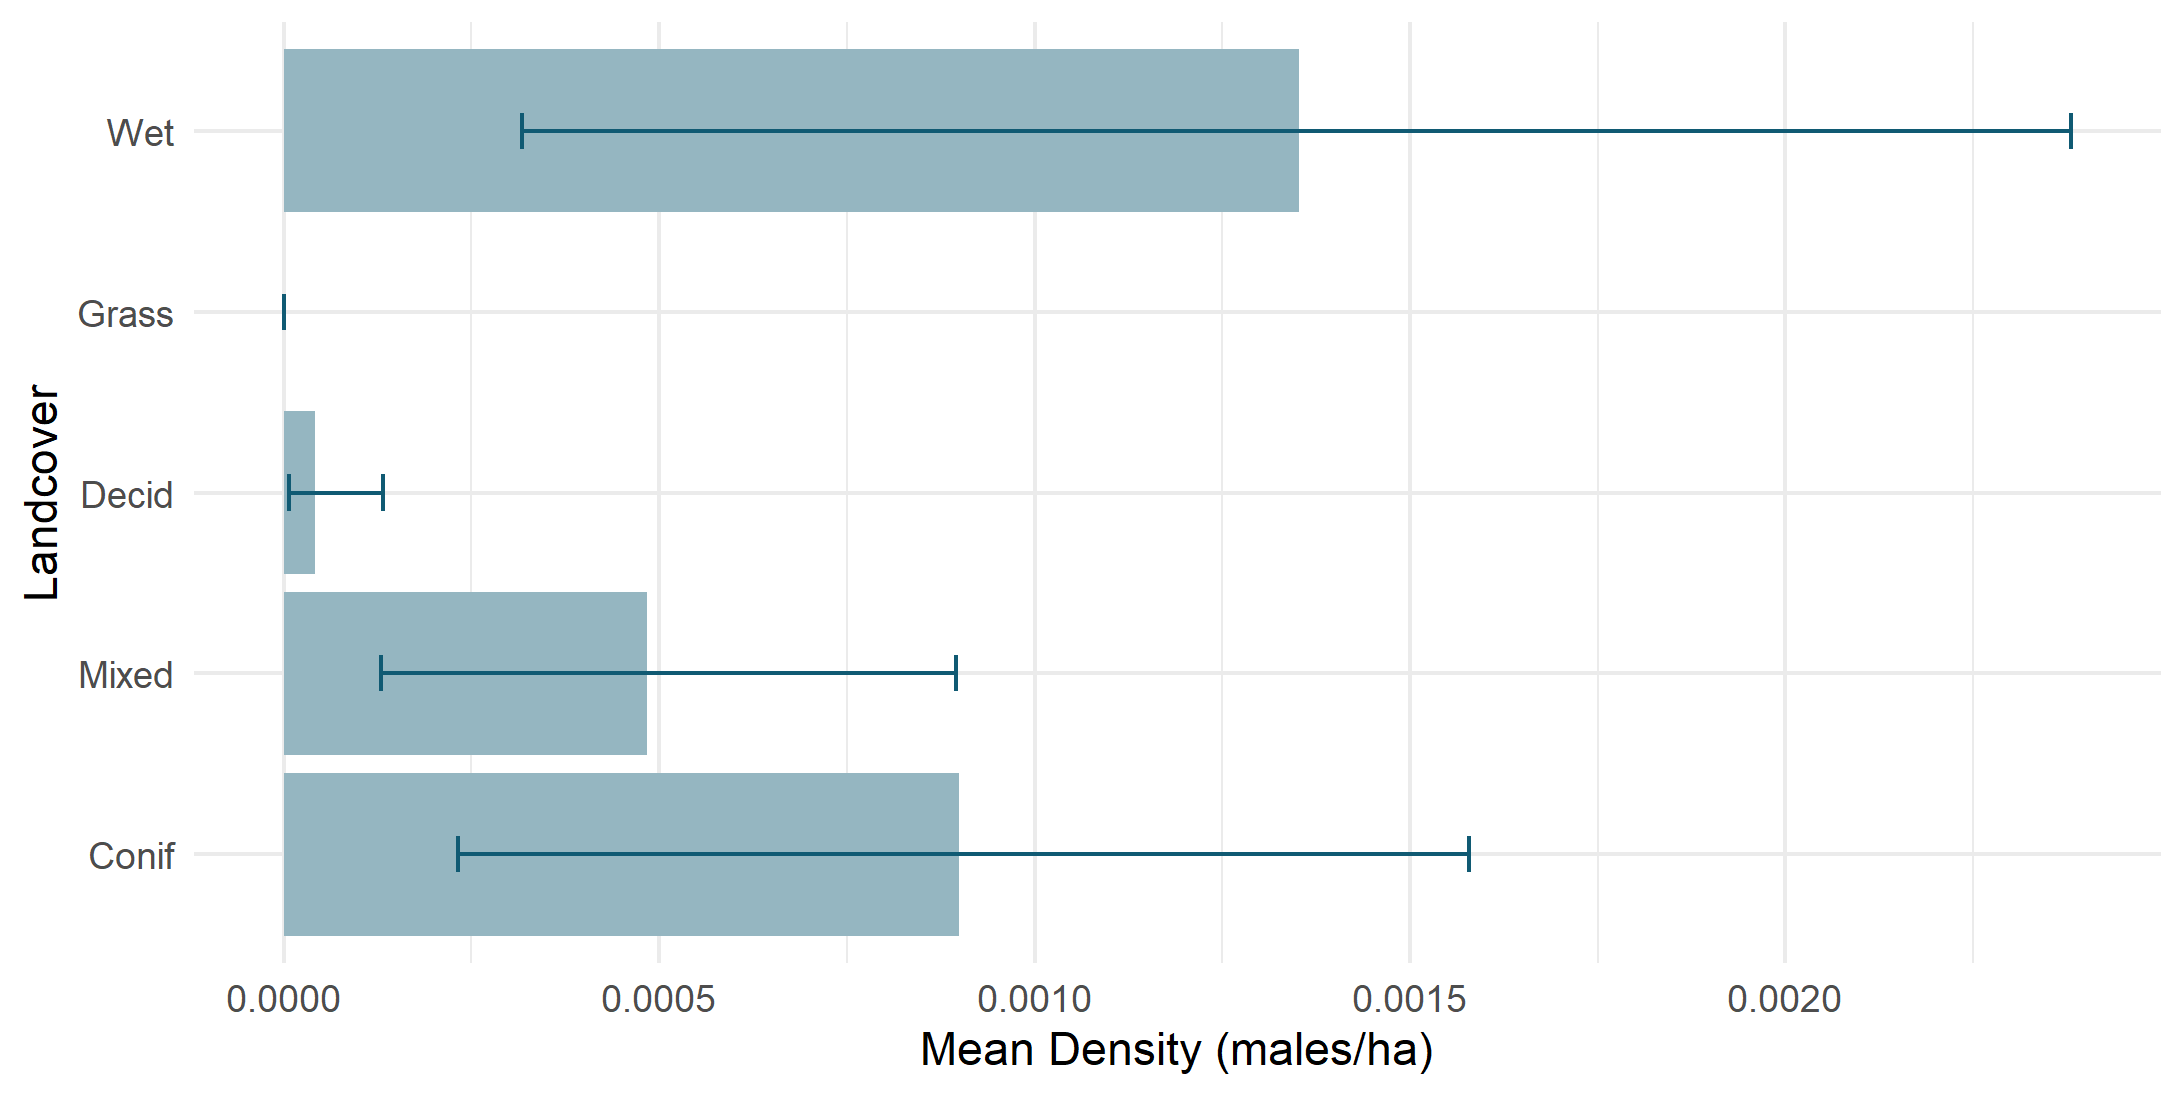 Landcover
Wet
Grass
Decid
Mixed
Conif
0.0000 0.0005 0.0010 0.0015 0.0020
Mean Density (males/ha)